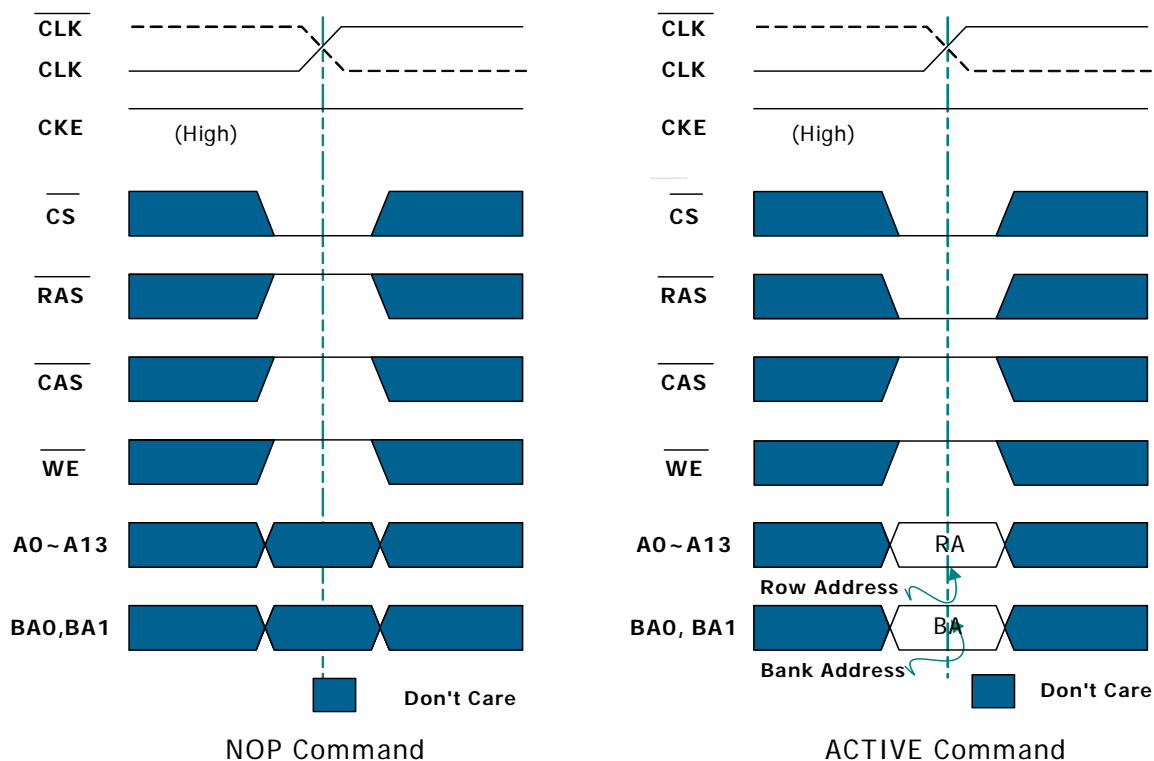 CLK
CLK
CKE
(High)
CS
RAS
CAS
WE
A0~A13
BA0,BA1
Don't Care
NOP Command
CLK
CLK
CKE
(High)
CS
RAS
CAS
WE
A0~A13
RA
Row Address
BA0, BA1
BA
Bank Address
Don't Care
ACTIVE Command